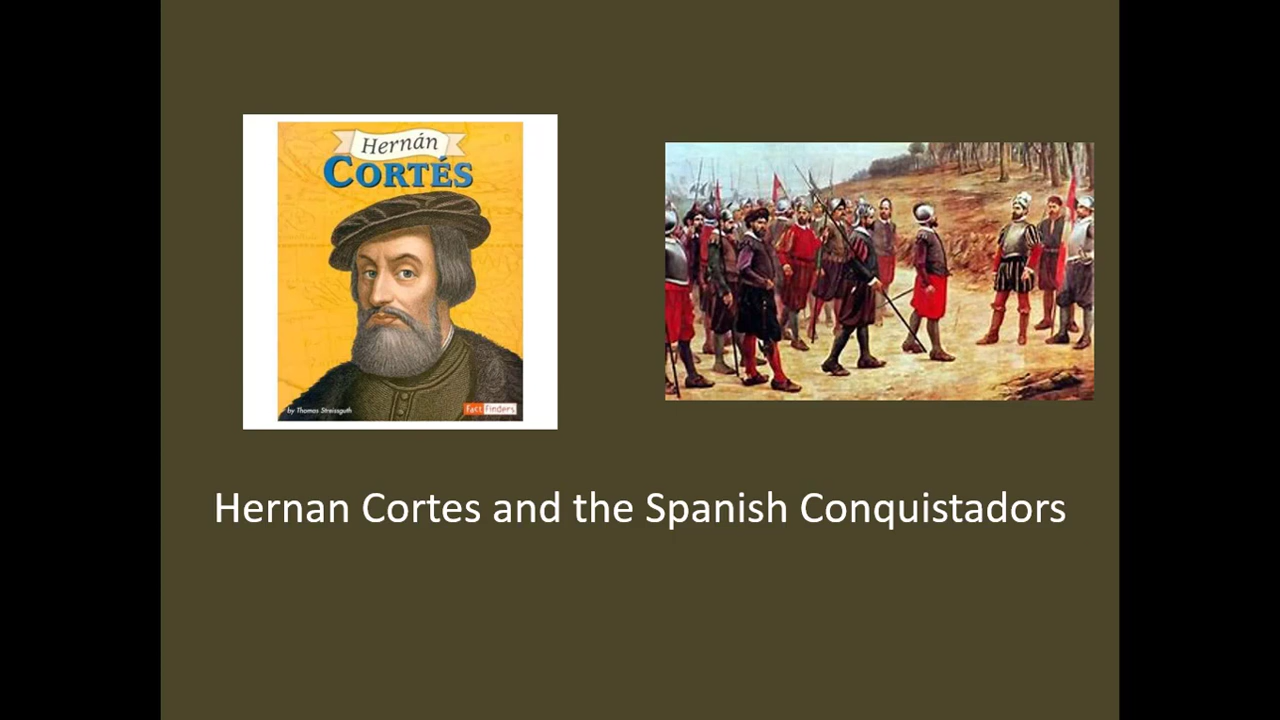 Hernán
CORTÉS
by Thomas Streissguth
Fact Finders
Hernan Cortes and the Spanish Conquistadors